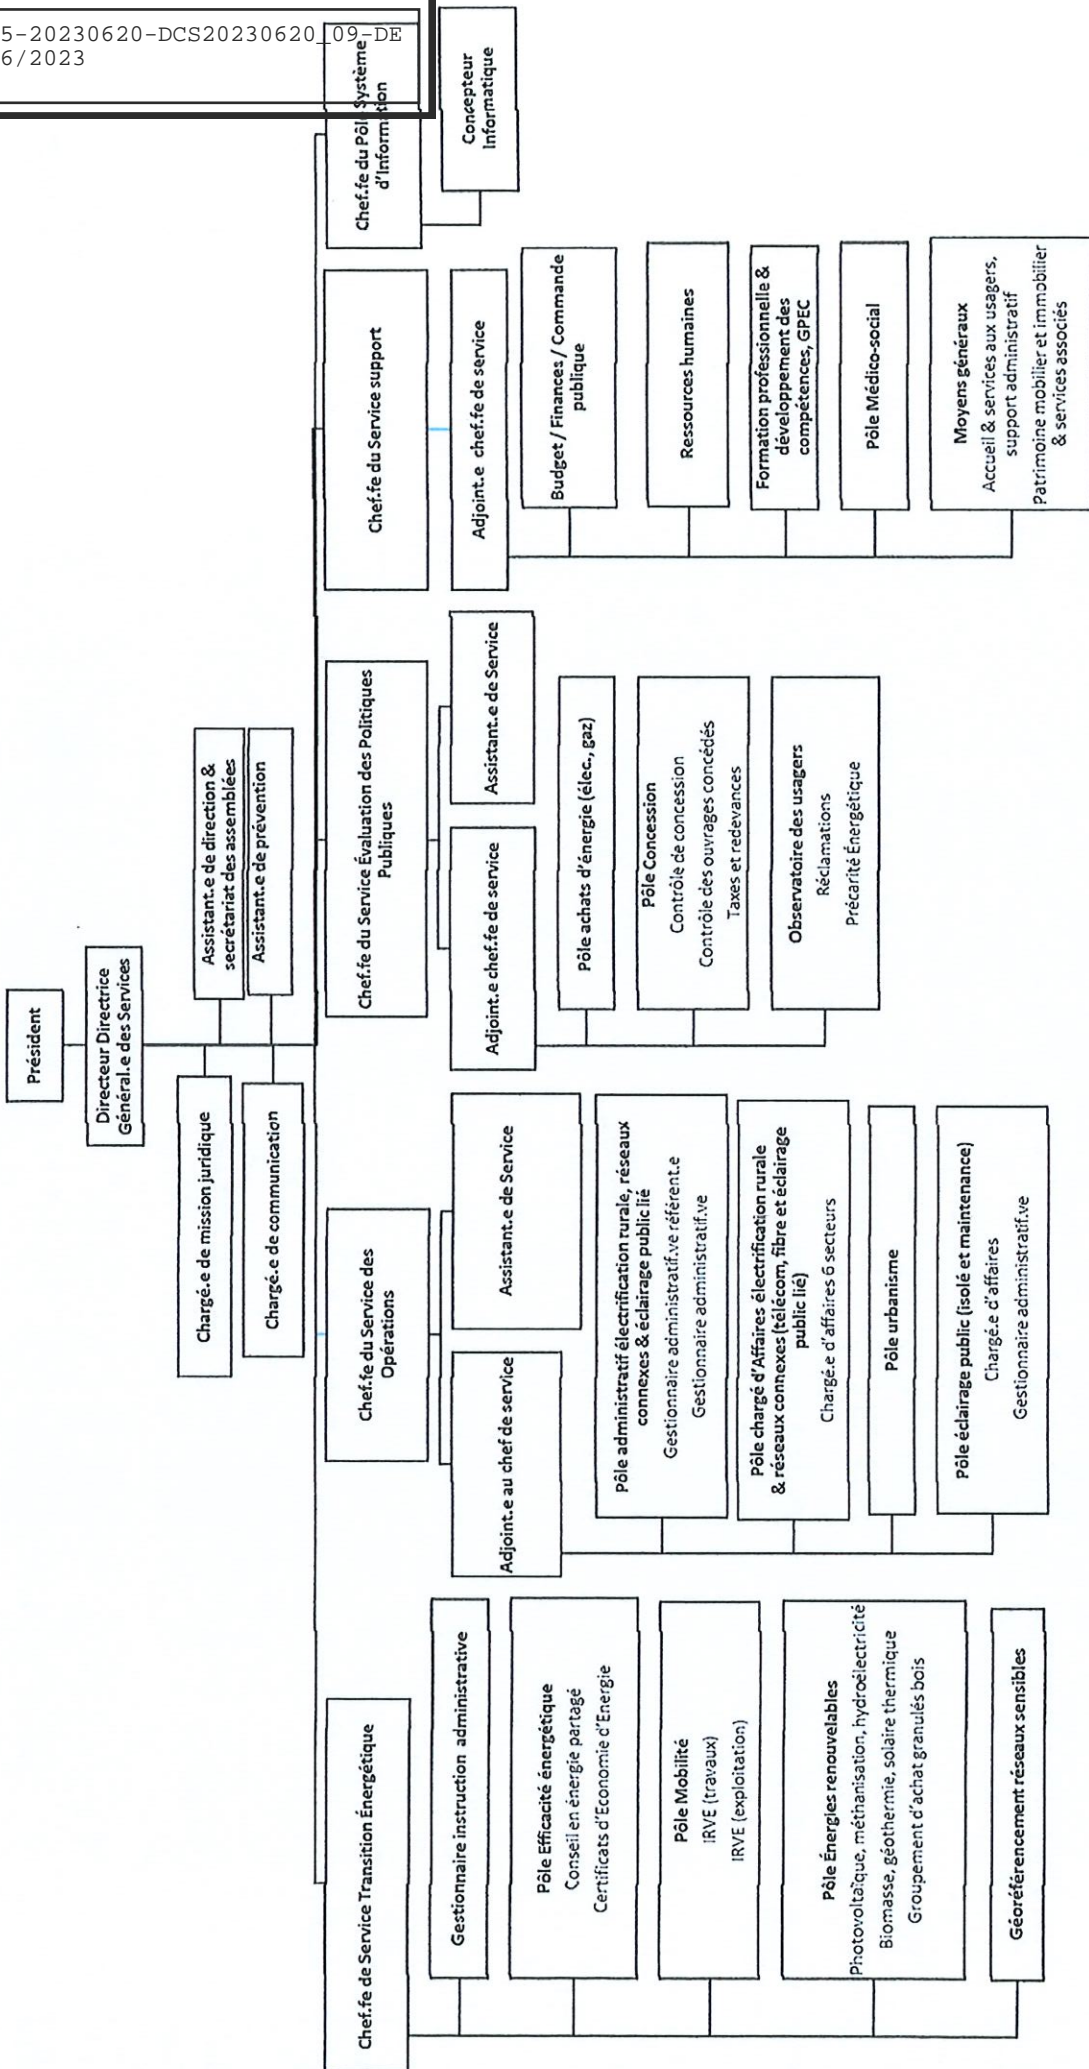 5-20230620-DCS20230620_09-DE
6/2023
Président
Directeur Directrice
Général.e des Services
Chargé.e de mission juridique
Chargé.e de communication
Assistant.e de direction &
secrétariat des assemblées
Assistant.e de prévention
Chef.fe de Service Transition Énergétique
Gestionnaire instruction administrative
Pôle Efficacité énergétique
Conseil en énergie partagé
Certificats d'Economie d'Energie
Pôle Mobilité
IRVE (travaux)
IRVE (exploitation)
Pôle Énergies renouvelables
Photovoltaïque, méthanisation, hydroélectricité
Biomasse, géothermie, solaire thermique
Groupement d'achat granulés bois
Géoréférencement réseaux sensibles
Chef.fe du Service des
Opérations
Adjoint.e au chef de service
Assistant.e de Service
Pôle administratif électrification rurale, réseaux
connexes & éclairage public lié
Gestionnaire administratif.ve référent.e
Gestionnaire administratif.ve
Pôle chargé d'Affaires électrification rurale
& réseaux connexes (télécom, fibre et éclairage
public lié)
Chargé.e d'affaires 6 secteurs
Pôle urbanisme
Pôle éclairage public (isolé et maintenance)
Chargé.e d'affaires
Gestionnaire administratif.ve
Chef.fe du Service Évaluation des Politiques
Publiques
Adjoint.e chef.fe de service
Assistant.e de Service
Pôle achats d'énergie (élec., gaz)
Pôle Concession
Contrôle de concession
Contrôle des ouvrages concédés
Taxes et redevances
Observatoire des usagers
Réclamations
Précarité Énergétique
Chef.fe du Service support
Adjoint.e chef.fe de service
Budget / Finances / Commande
publique
Ressources humaines
Formation professionnelle &
développement des
compétences, GPEC
Pôle Médico-social
Moyens généraux
Accueil & services aux usagers,
support administratif
Patrimoine mobilier et immobilier
& services associés
Chef.fe du Pôle Système
d'Information
Concepteur
Informatique